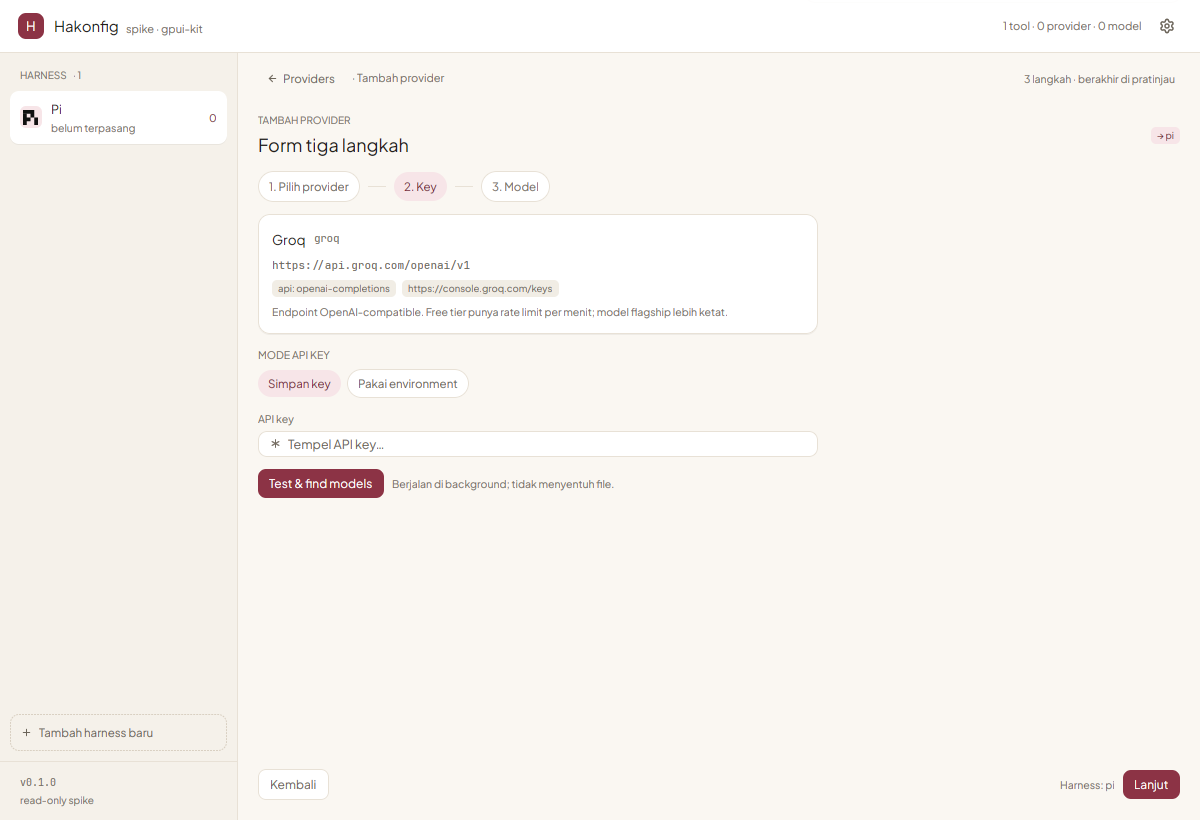 H Hakonfig spike · gpui-kit
1 tool · 0 provider · 0 model
HARNESS · 1
Pi
belum terpasang
0
Tambah harness baru
v0.1.0
read-only spike
← Providers · Tambah provider
3 langkah · berakhir di pratinjau
TAMBAH PROVIDER
Form tiga langkah
→ pi
1. Pilih provider
2. Key
3. Model
Groq groq
https://api.groq.com/openai/v1
api: openai-completions https://console.groq.com/keys
Endpoint OpenAI-compatible. Free tier punya rate limit per menit; model flagship lebih ketat.
MODE API KEY
Simpan key Pakai environment
API key
* Tempel API key...
Test & find models Berjalan di background; tidak menyentuh file.
Kembali
Harness: pi Lanjut